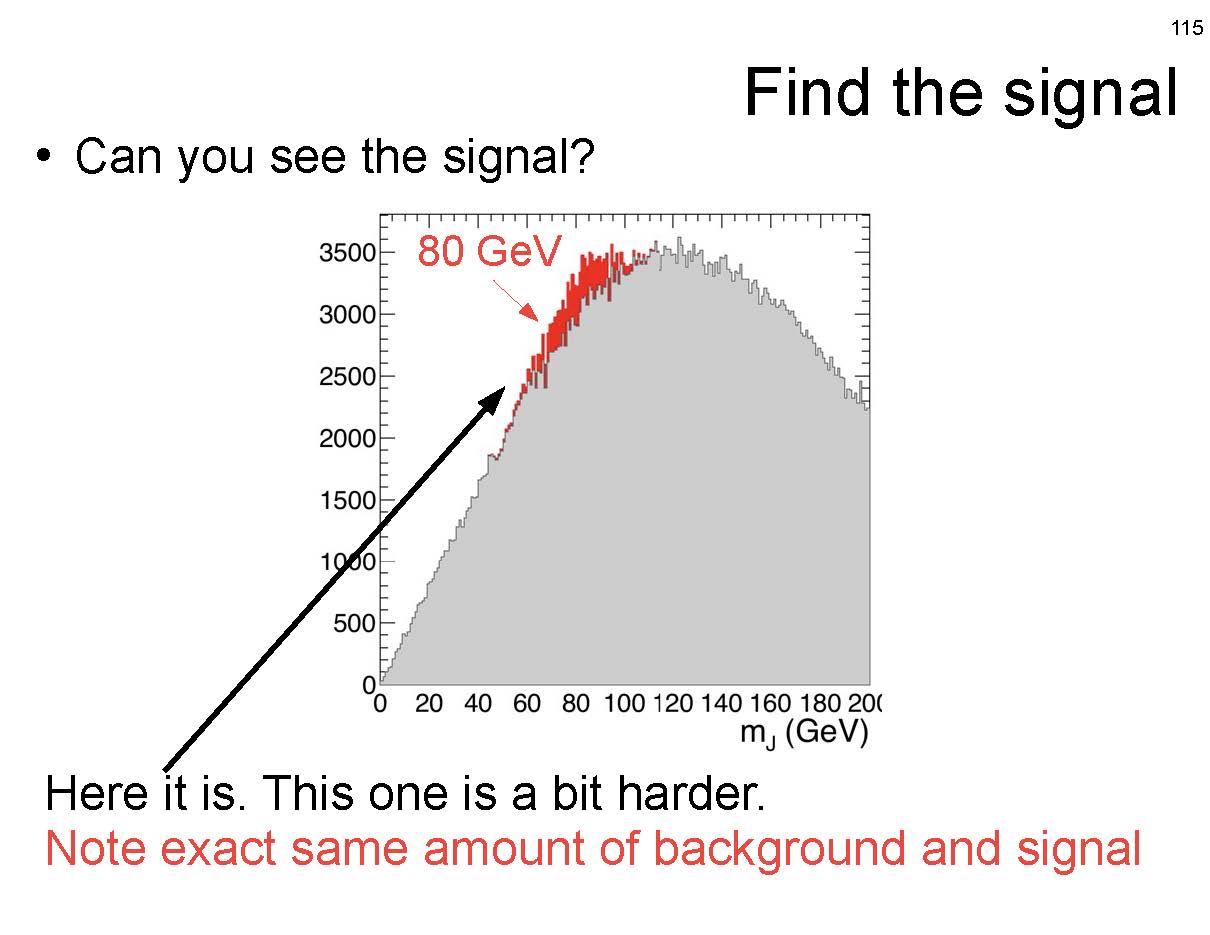 115
Find the signal
• Can you see the signal?
80 GeV
3500
3000
2500
2000
1500
1000
500
0
0 20 40 60 80 100 120 140 160 180 200
mJ (GeV)
Here it is. This one is a bit harder.
Note exact same amount of background and signal